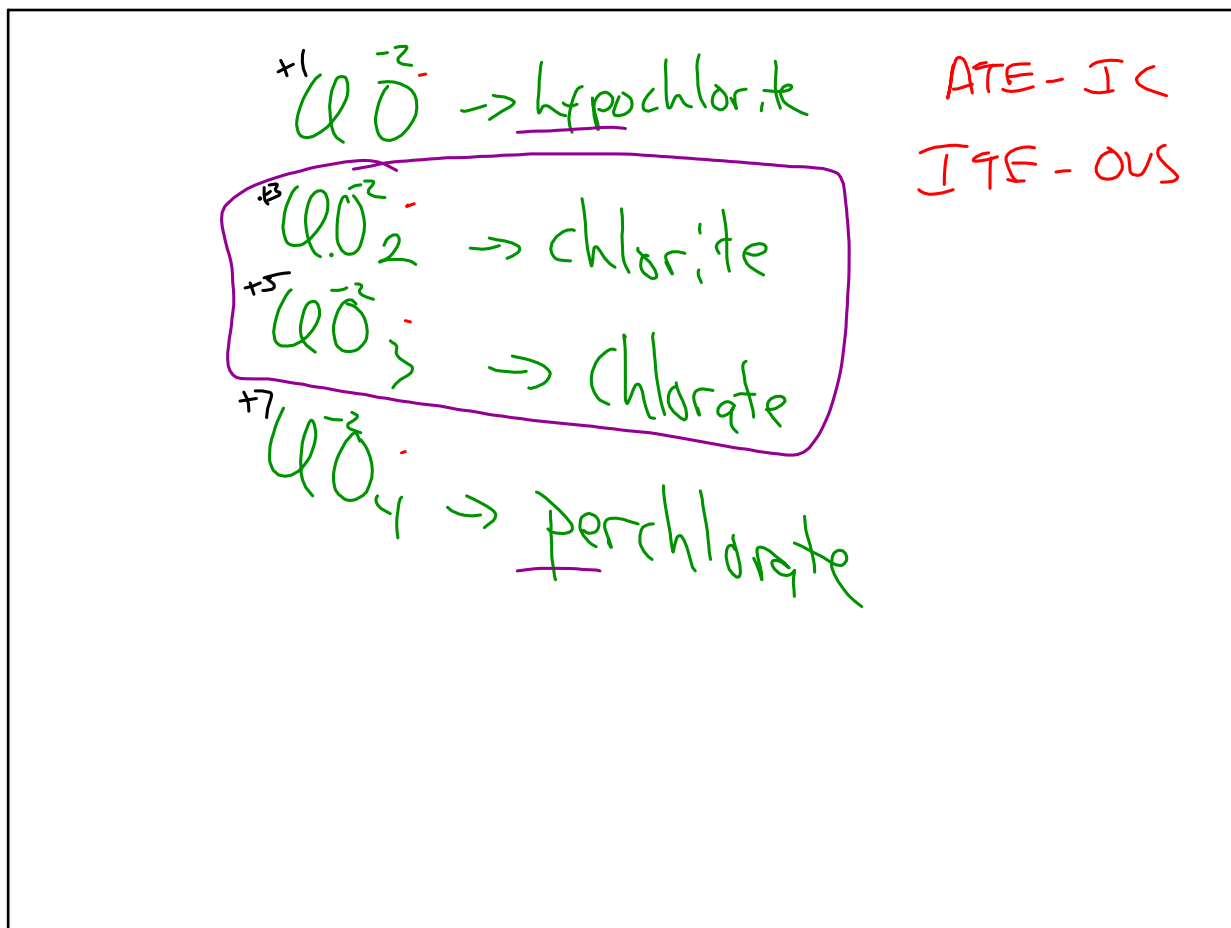 +1 -2
ClO⁻ -> hypochlorite
+3 -2
ClO₂⁻ -> chlorite
+5 -2
ClO₃⁻ -> Chlorate
+7 -2
ClO₄⁻ -> perchlorate
ATE - IC
ITE - OUS